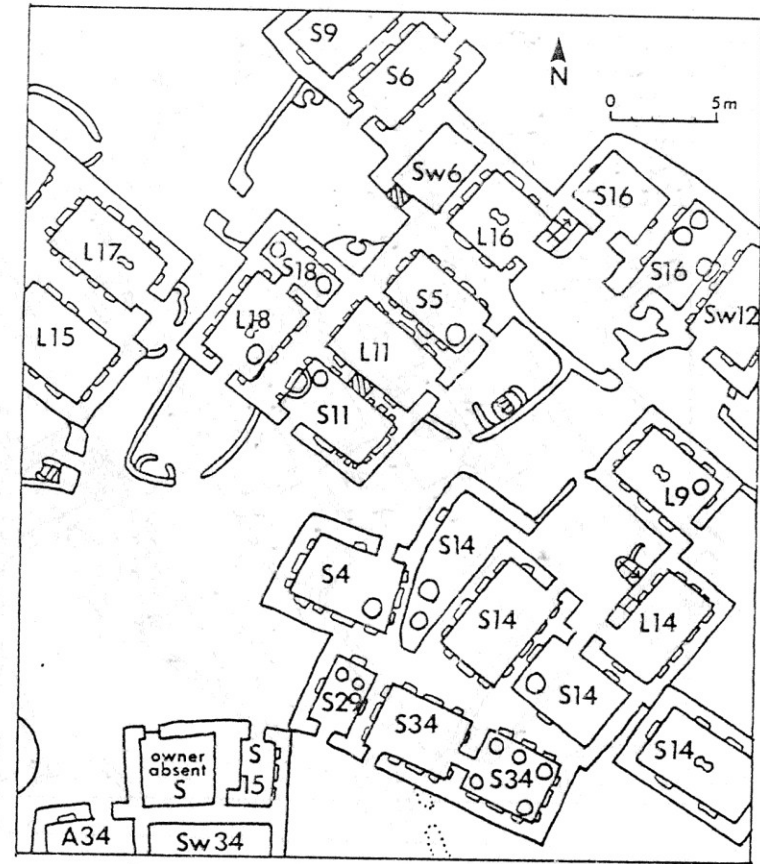 S9
S6
N
0 5m
Sw6
S16
L16
S16
L17
S18
S5
Sw12
L15
L18
L11
S11
L9
S14
S4
S14
L14
S14
S2
S34
S14
S34
owner
absent
S
S
15
A34
Sw34